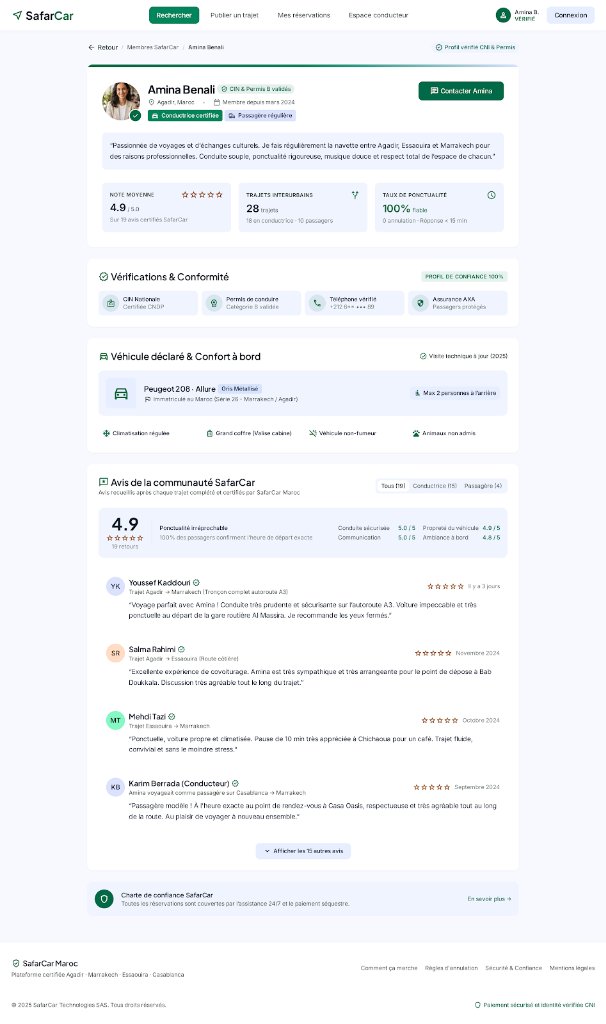 SafarCar
Rechercher
Publier un trajet
Mes réservations
Espace conducteur
Amina B.
VÉRIFIÉ
Connexion
← Retour / Membres SafarCar / Amina Benali
Profil vérifié CNI & Permis
Amina Benali
CIN & Permis B validés
Agadir, Maroc
Membre depuis mars 2024
Conductrice certifiée
Passagère régulière
Contacter Amina
"Passionnée de voyages et d'échanges culturels. Je fais régulièrement la navette entre Agadir, Essaouira et Marrakech pour
des raisons professionnelles. Conduite souple, ponctualité rigoureuse, musique douce et respect total de l'espace de chacun."
NOTE MOYENNE
4.9 / 5.0
Sur 19 avis certifiés SafarCar
TRAJETS INTERURBAINS
28 trajets
18 en conductrice · 10 passagers
TAUX DE PONCTUALITÉ
100% fiable
0 annulation · Réponse < 15 min
Vérifications & Conformité
PROFIL DE CONFIANCE 100%
CIN Nationale
Certifiée CNDP
Permis de conduire
Catégorie B validée
Téléphone vérifié
Assurance AXA
Passagers protégés
Véhicule déclaré & Confort à bord
Visite technique à jour (2025)
Peugeot 208 · Allure
Gris Métallisé
Immatriculé au Maroc (Série 26 - Marrakech / Agadir)
Max 2 personnes à l'arrière
Climatisation régulée
Grand coffre (Valise cabine)
Véhicule non-fumeur
Animaux non admis
Avis de la communauté SafarCar
Avis recueillis après chaque trajet complété et certifiés par SafarCar Maroc
Tous (19)
Conductrice (15)
Passagère (4)
4.9
19 retours
Ponctualité irréprochable
100% des passagers confirment l'heure de départ exacte
Conduite sécurisée 5.0 / 5
Propreté du véhicule 4.9 / 5
Communication 5.0 / 5
Ambiance à bord 4.8 / 5
YK
Youssef Kaddouri
Il y a 3 jours
Trajet Agadir → Marrakech (Tronçon complet autoroute A3)
"Voyage parfait avec Amina ! Conduite très prudente et sécurisante sur l'autoroute A3. Voiture impeccable et très
ponctuelle au départ de la gare routière Al Massira. Je recommande les yeux fermés."
SR
Salma Rahimi
Novembre 2024
Trajet Agadir → Essaouira (Route côtière)
"Excellente expérience de covoiturage. Amina est très sympathique et très arrangeante pour le point de dépose à Bab
Doukkala. Discussion très agréable tout le long du trajet."
MT
Mehdi Tazi
Octobre 2024
Trajet Essaouira → Marrakech
"Ponctuelle, voiture propre et climatisée. Pause de 10 min très appréciée à Chichaoua pour un café. Trajet fluide,
convivial et sans le moindre stress."
KB
Karim Berrada (Conducteur)
Septembre 2024
Amina voyageait comme passagère sur Casablanca → Marrakech
"Passagère modèle ! À l'heure exacte au point de rendez-vous à Casa Oasis, respectueuse et très agréable tout au long
de la route. Au plaisir de voyager à nouveau ensemble."
Afficher les 15 autres avis
Charte de confiance SafarCar
Toutes les réservations sont couvertes par l'assistance 24/7 et le paiement séquestre.
En savoir plus →
SafarCar Maroc
Plateforme certifiée Agadir · Marrakech · Essaouira · Casablanca
Comment ça marche
Règles d'annulation
Sécurité & Confiance
Mentions légales
© 2025 SafarCar Technologies SAS. Tous droits réservés.
Paiement sécurisé et identité vérifiée CNI